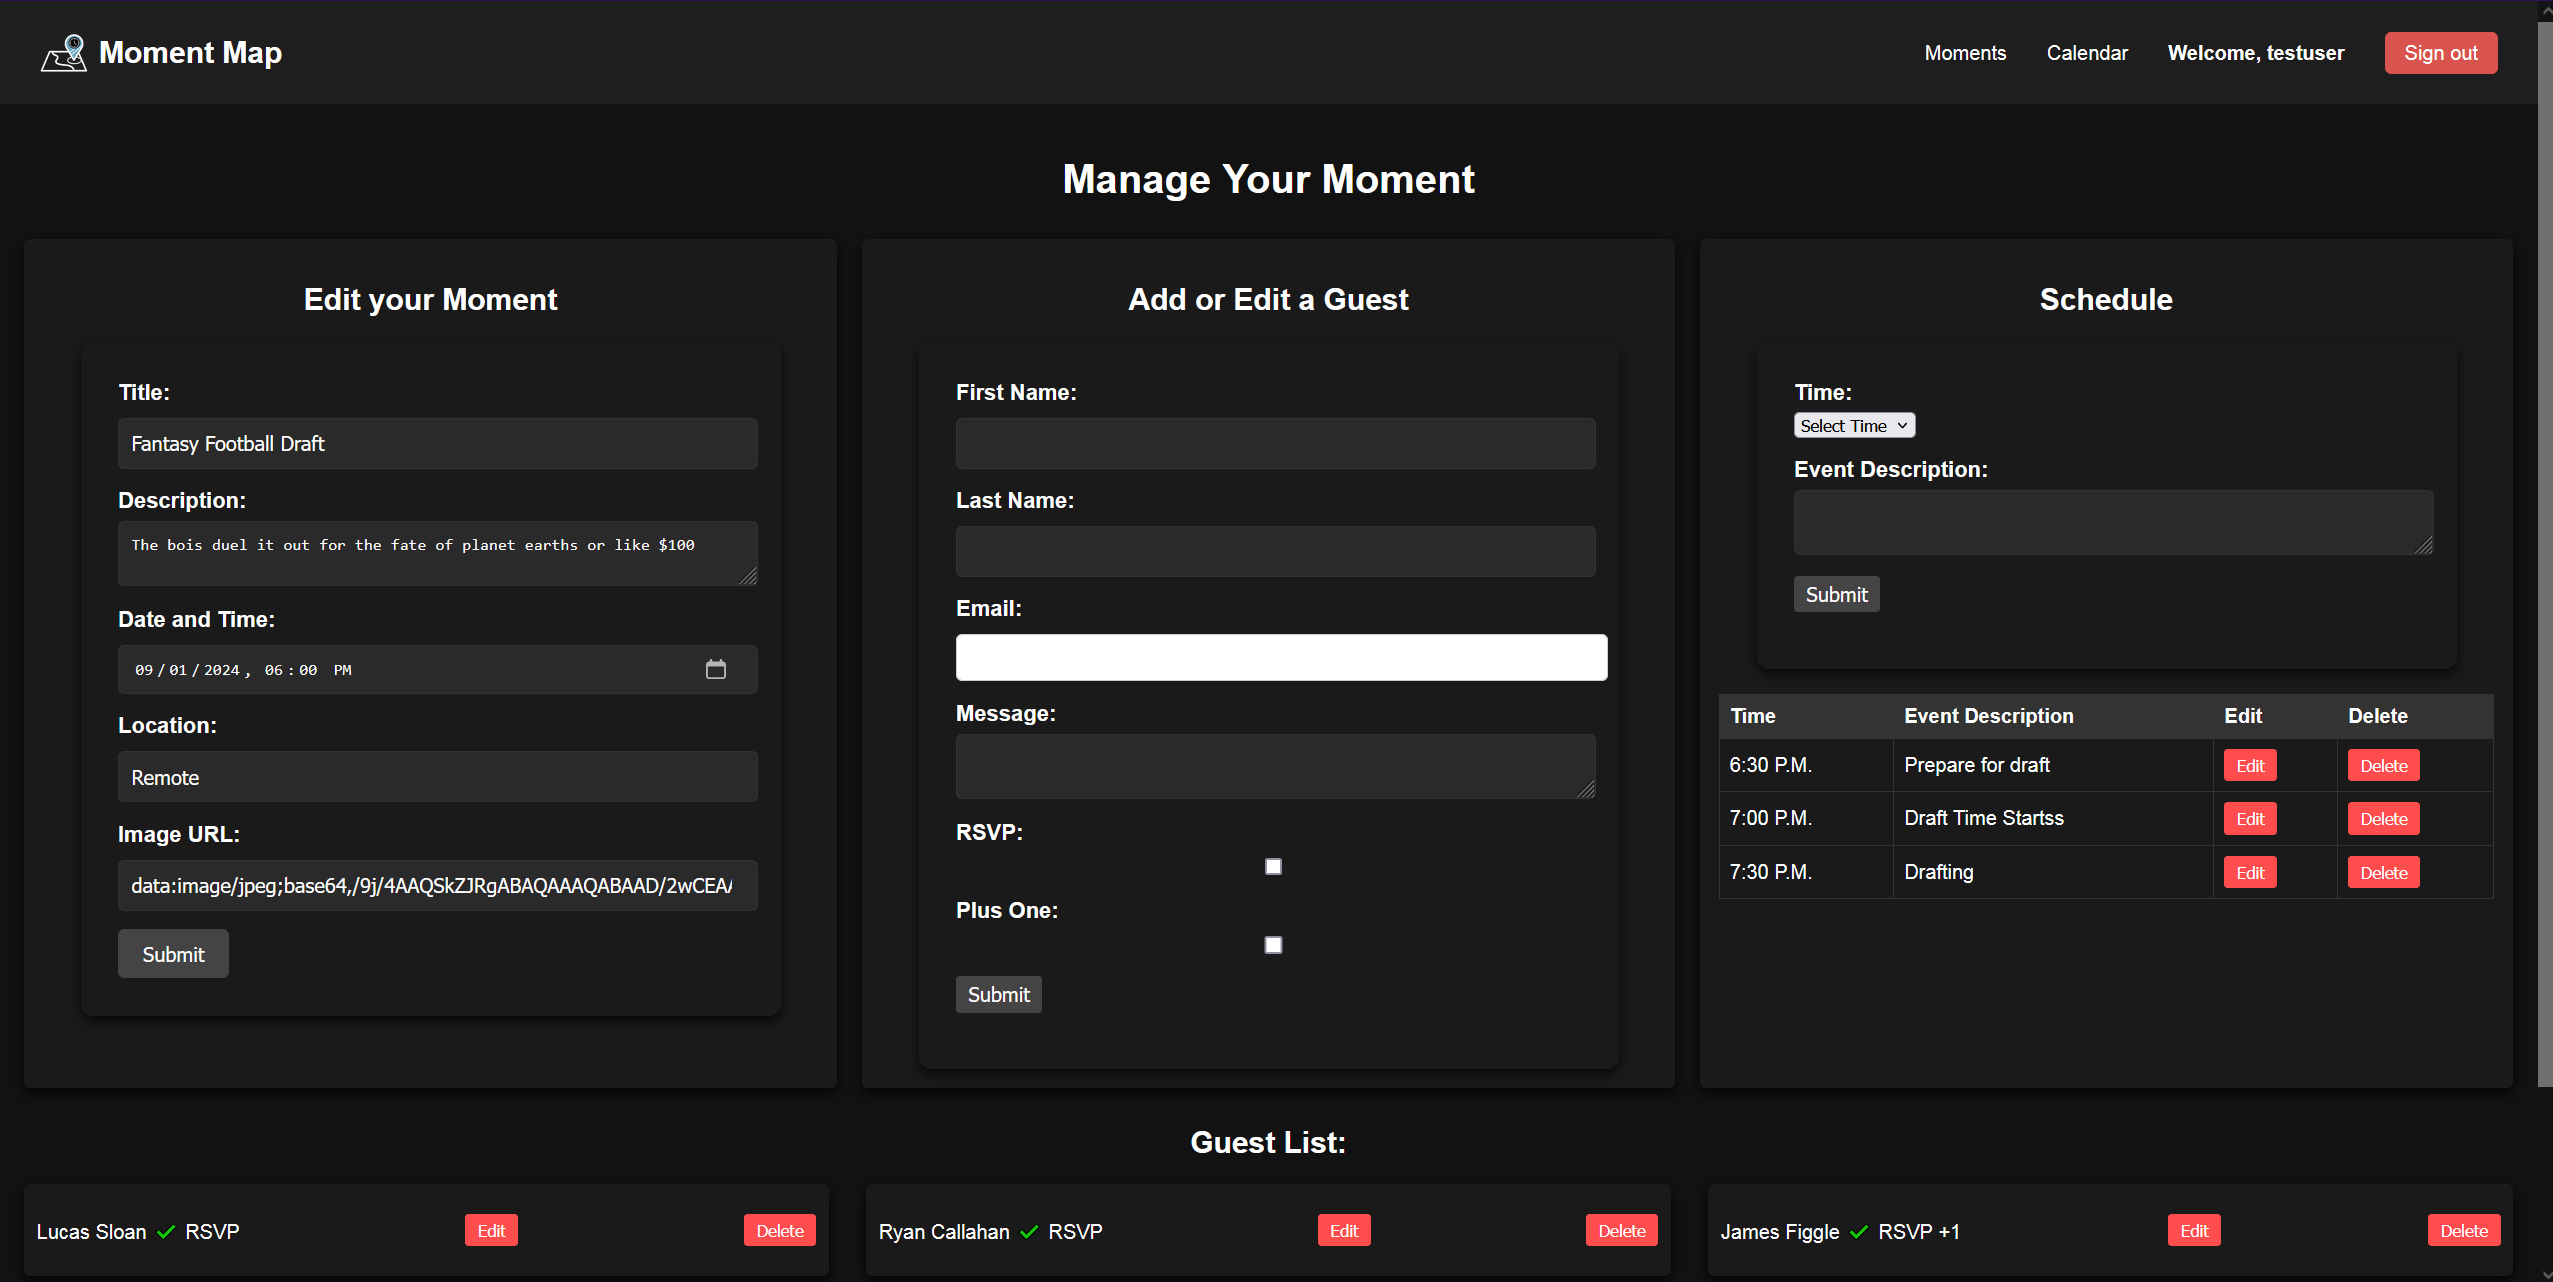 Moment Map
Moments Calendar Welcome, testuser Sign out
Manage Your Moment
Edit your Moment
Title:
Fantasy Football Draft
Description:
The bois duel it out for the fate of planet earths or like $100
Date and Time:
09/01/2024, 06:00 PM
Location:
Remote
Image URL:
data:image/jpeg;base64,/9j/4AAQSkZJRgABAQAAAQABAAD/2wCEAA
Submit
Add or Edit a Guest
First Name:
Last Name:
Email:
Message:
RSVP:
Plus One:
Submit
Schedule
Time:
Select Time
Event Description:
Submit
Time Event Description Edit Delete
6:30 P.M. Prepare for draft Edit Delete
7:00 P.M. Draft Time Startss Edit Delete
7:30 P.M. Drafting Edit Delete
Guest List:
Lucas Sloan RSVP Edit Delete
Ryan Callahan RSVP Edit Delete
James Figgle RSVP +1 Edit Delete